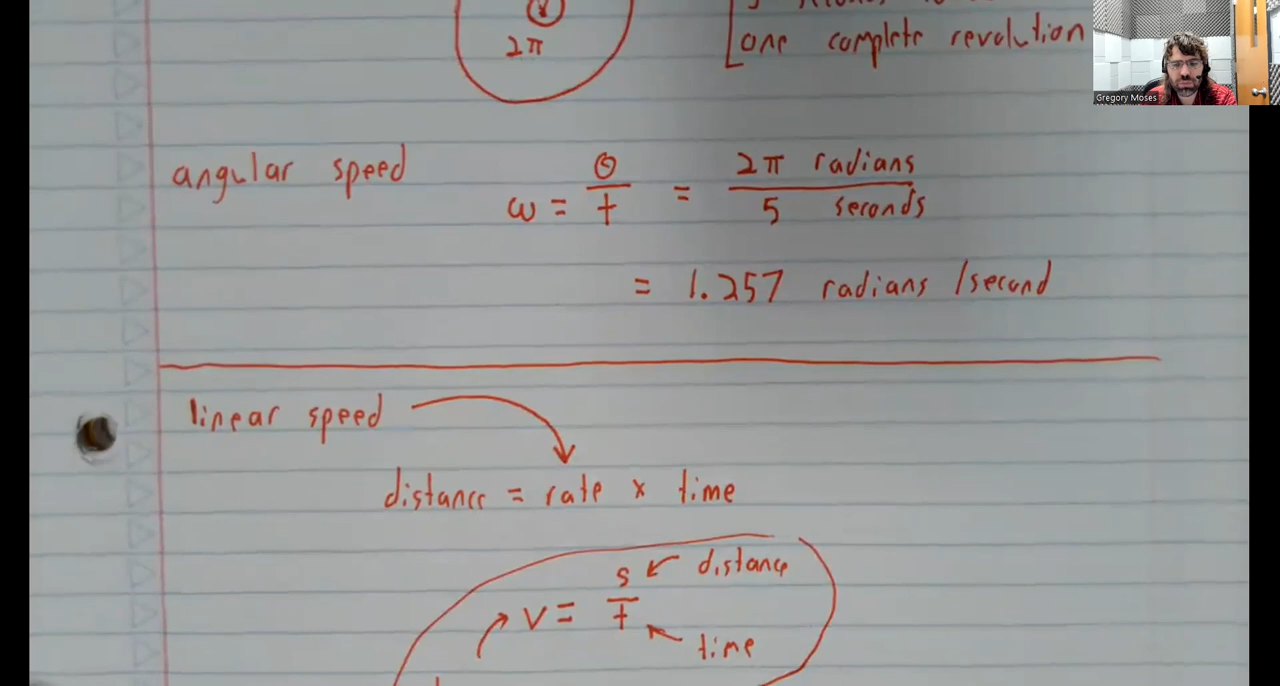 2π
one complete revolution
Gregory Moses
angular speed ω = θ/t = 2π radians / 5 seconds
= 1.257 radians /second
linear speed
distance = rate x time
v = s/t
distance
time